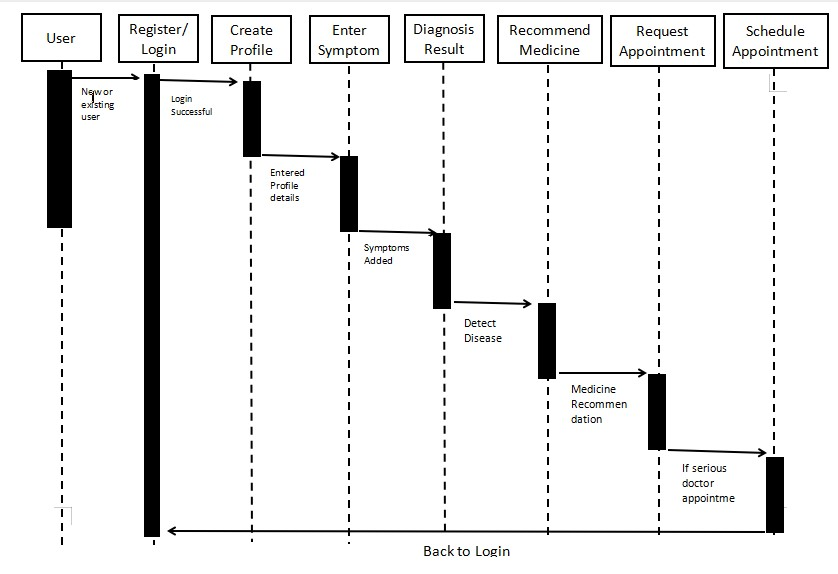 User
Register/
Login
Create
Profile
Enter
Symptom
Diagnosis
Result
Recommend
Medicine
Request
Appointment
Schedule
Appointment
New or
existing
user
Login
Successful
Entered
Profile
details
Symptoms
Added
Detect
Disease
Medicine
Recommen
dation
If serious
doctor
appointme
Back to Login